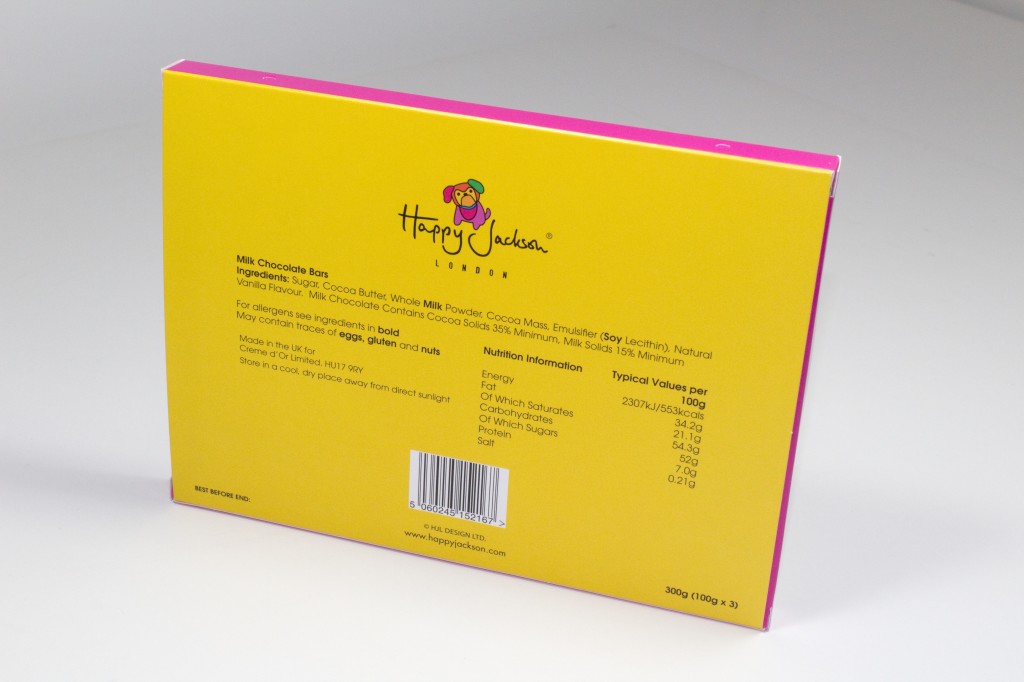 Happy Jackson®
LONDON
Milk Chocolate Bars
Ingredients: Sugar, Cocoa Butter, Whole Milk Powder, Cocoa Mass, Emulsifier (Soy Lecithin), Natural
Vanilla Flavour. Milk Chocolate Contains Cocoa Solids 35% Minimum, Milk Solids 15% Minimum
For allergens see ingredients in bold
May contain traces of eggs, gluten and nuts
Made in the UK for
Creme d'Or Limited. HU17 9RY
Store in a cool, dry place away from direct sunlight
Nutrition Information Typical Values per
100g
Energy 2307kJ/553kcals
Fat 34.2g
Of Which Saturates 21.1g
Carbohydrates 54.3g
Of Which Sugars 52g
Protein 7.0g
Salt 0.21g
BEST BEFORE END:
5 060245 152167 >
© HJL DESIGN LTD.
www.happyjackson.com
300g (100g x 3)